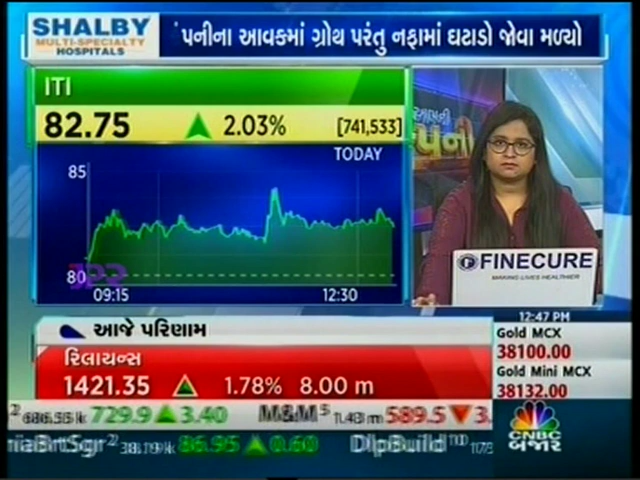 SHALBY
MULTI-SPECIALTY
HOSPITALS
પનીના આવકમાં ગ્રોથ પરંતુ નફામાં ઘટાડો જોવા મળ્યો
ITI
82.75 ▲ 2.03% [741,533]
TODAY
85
80
09:15 12:30
FINECURE
MAKING LIVES HEALTHIER
12:47 PM
આજે પરિણામ
રિલાયન્સ
1421.35 ▲ 1.78% 8.00 m
Gold MCX
38100.00
Gold Mini MCX
38132.00
729.9 ▲ 3.40 M&M 589.5 ▼ 3.
86.95 ▲ 0.60 DlpBuild
CNBC
બજાર